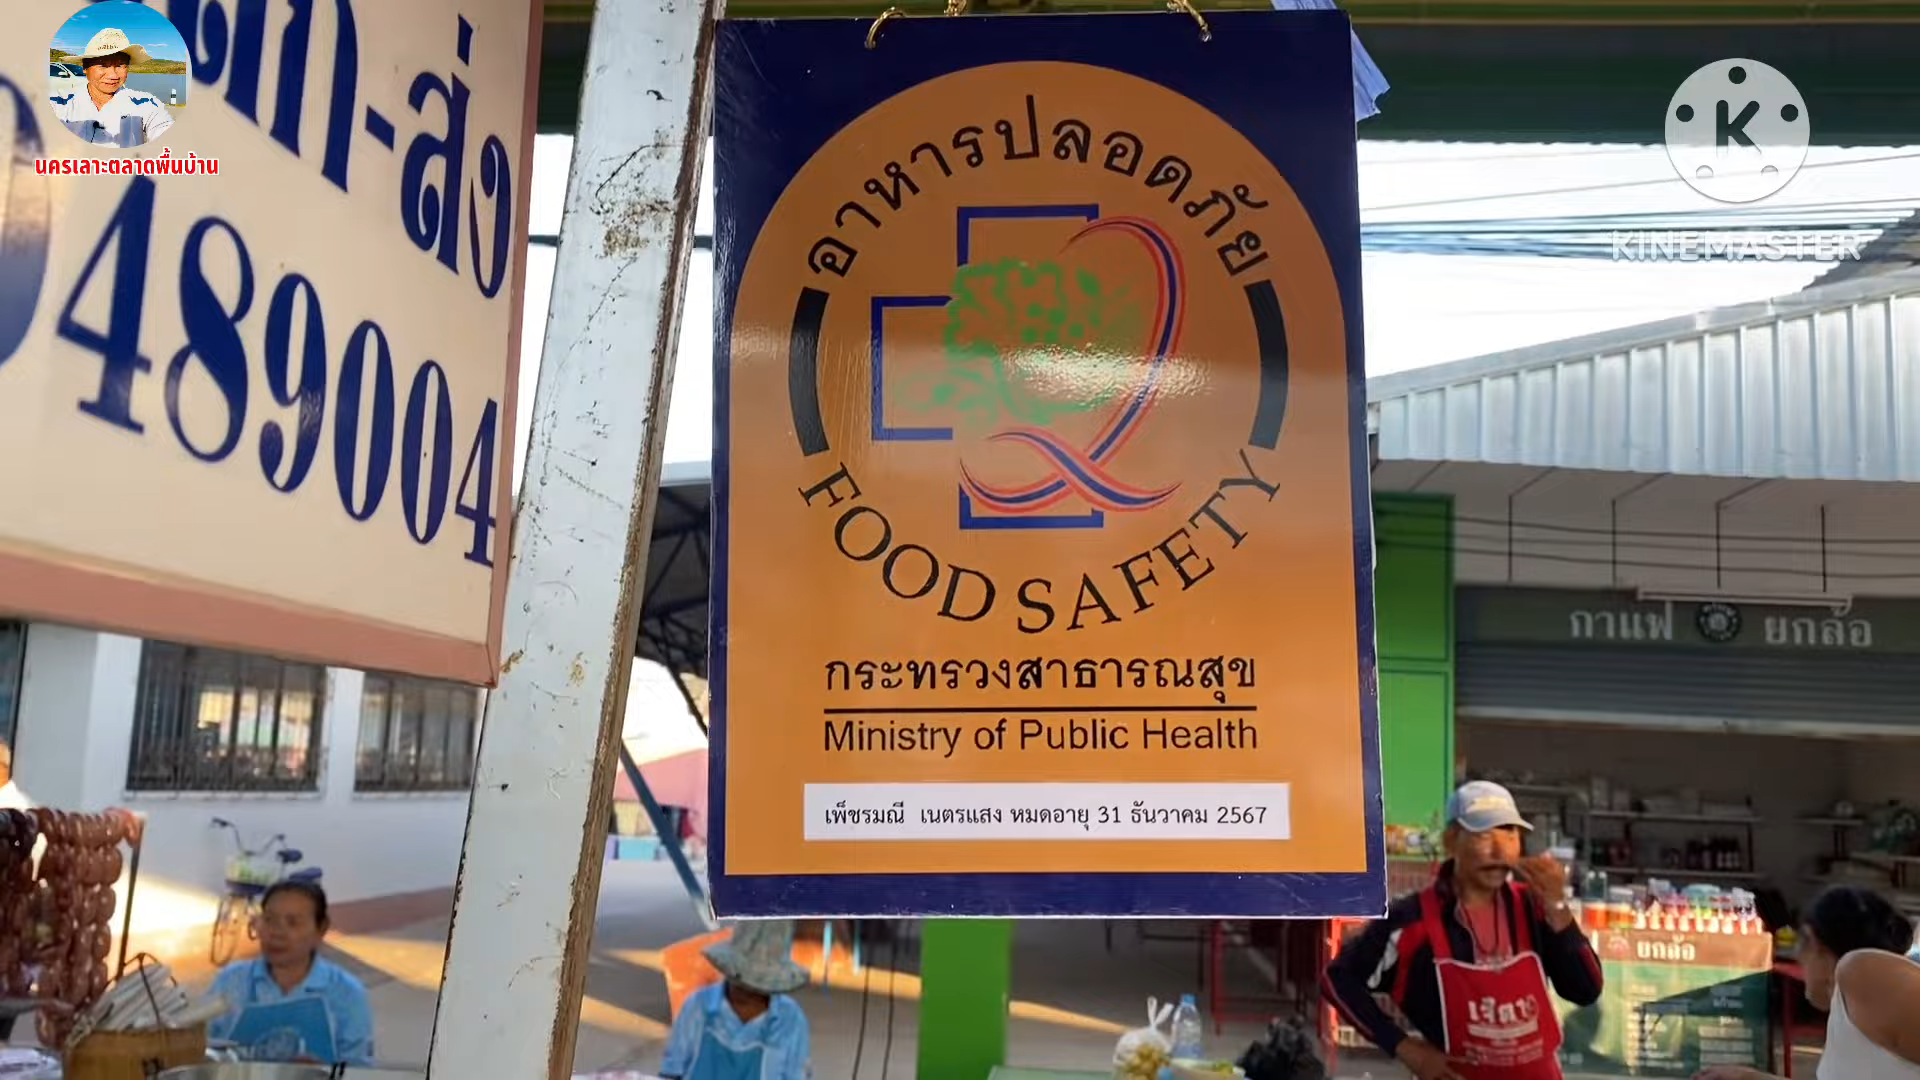 นครเลาะตลาดพื้นบ้าน
-ส่ง
489004
อาหารปลอดภัย
FOOD SAFETY
กระทรวงสาธารณสุข
Ministry of Public Health
เพ็ชรมณี เนตรแสง หมดอายุ 31 ธันวาคม 2567
K
KINEMASTER
กาแฟ ยกล้อ
ยกล้อ